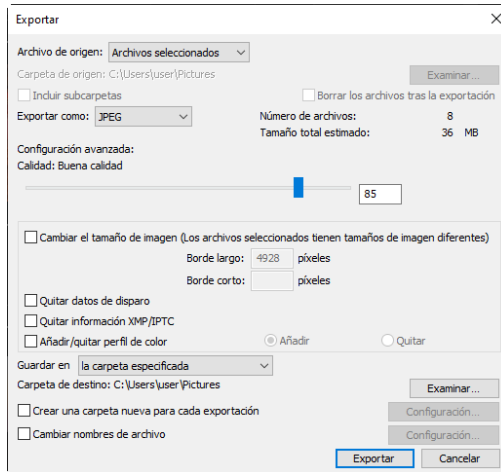 Exportar
Archivo de origen: Archivos seleccionados
Carpeta de origen: C:\Users\user\Pictures Examinar...
Incluir subcarpetas Borrar los archivos tras la exportación
Exportar como: JPEG Número de archivos: 8
Tamaño total estimado: 36 MB
Configuración avanzada:
Calidad: Buena calidad
85
Cambiar el tamaño de imagen (Los archivos seleccionados tienen tamaños de imagen diferentes)
Borde largo: 4928 píxeles
Borde corto: píxeles
Quitar datos de disparo
Quitar información XMP/IPTC
Añadir/quitar perfil de color Añadir Quitar
Guardar en la carpeta especificada
Carpeta de destino: C:\Users\user\Pictures Examinar...
Crear una carpeta nueva para cada exportación Configuración...
Cambiar nombres de archivo Configuración...
Exportar Cancelar